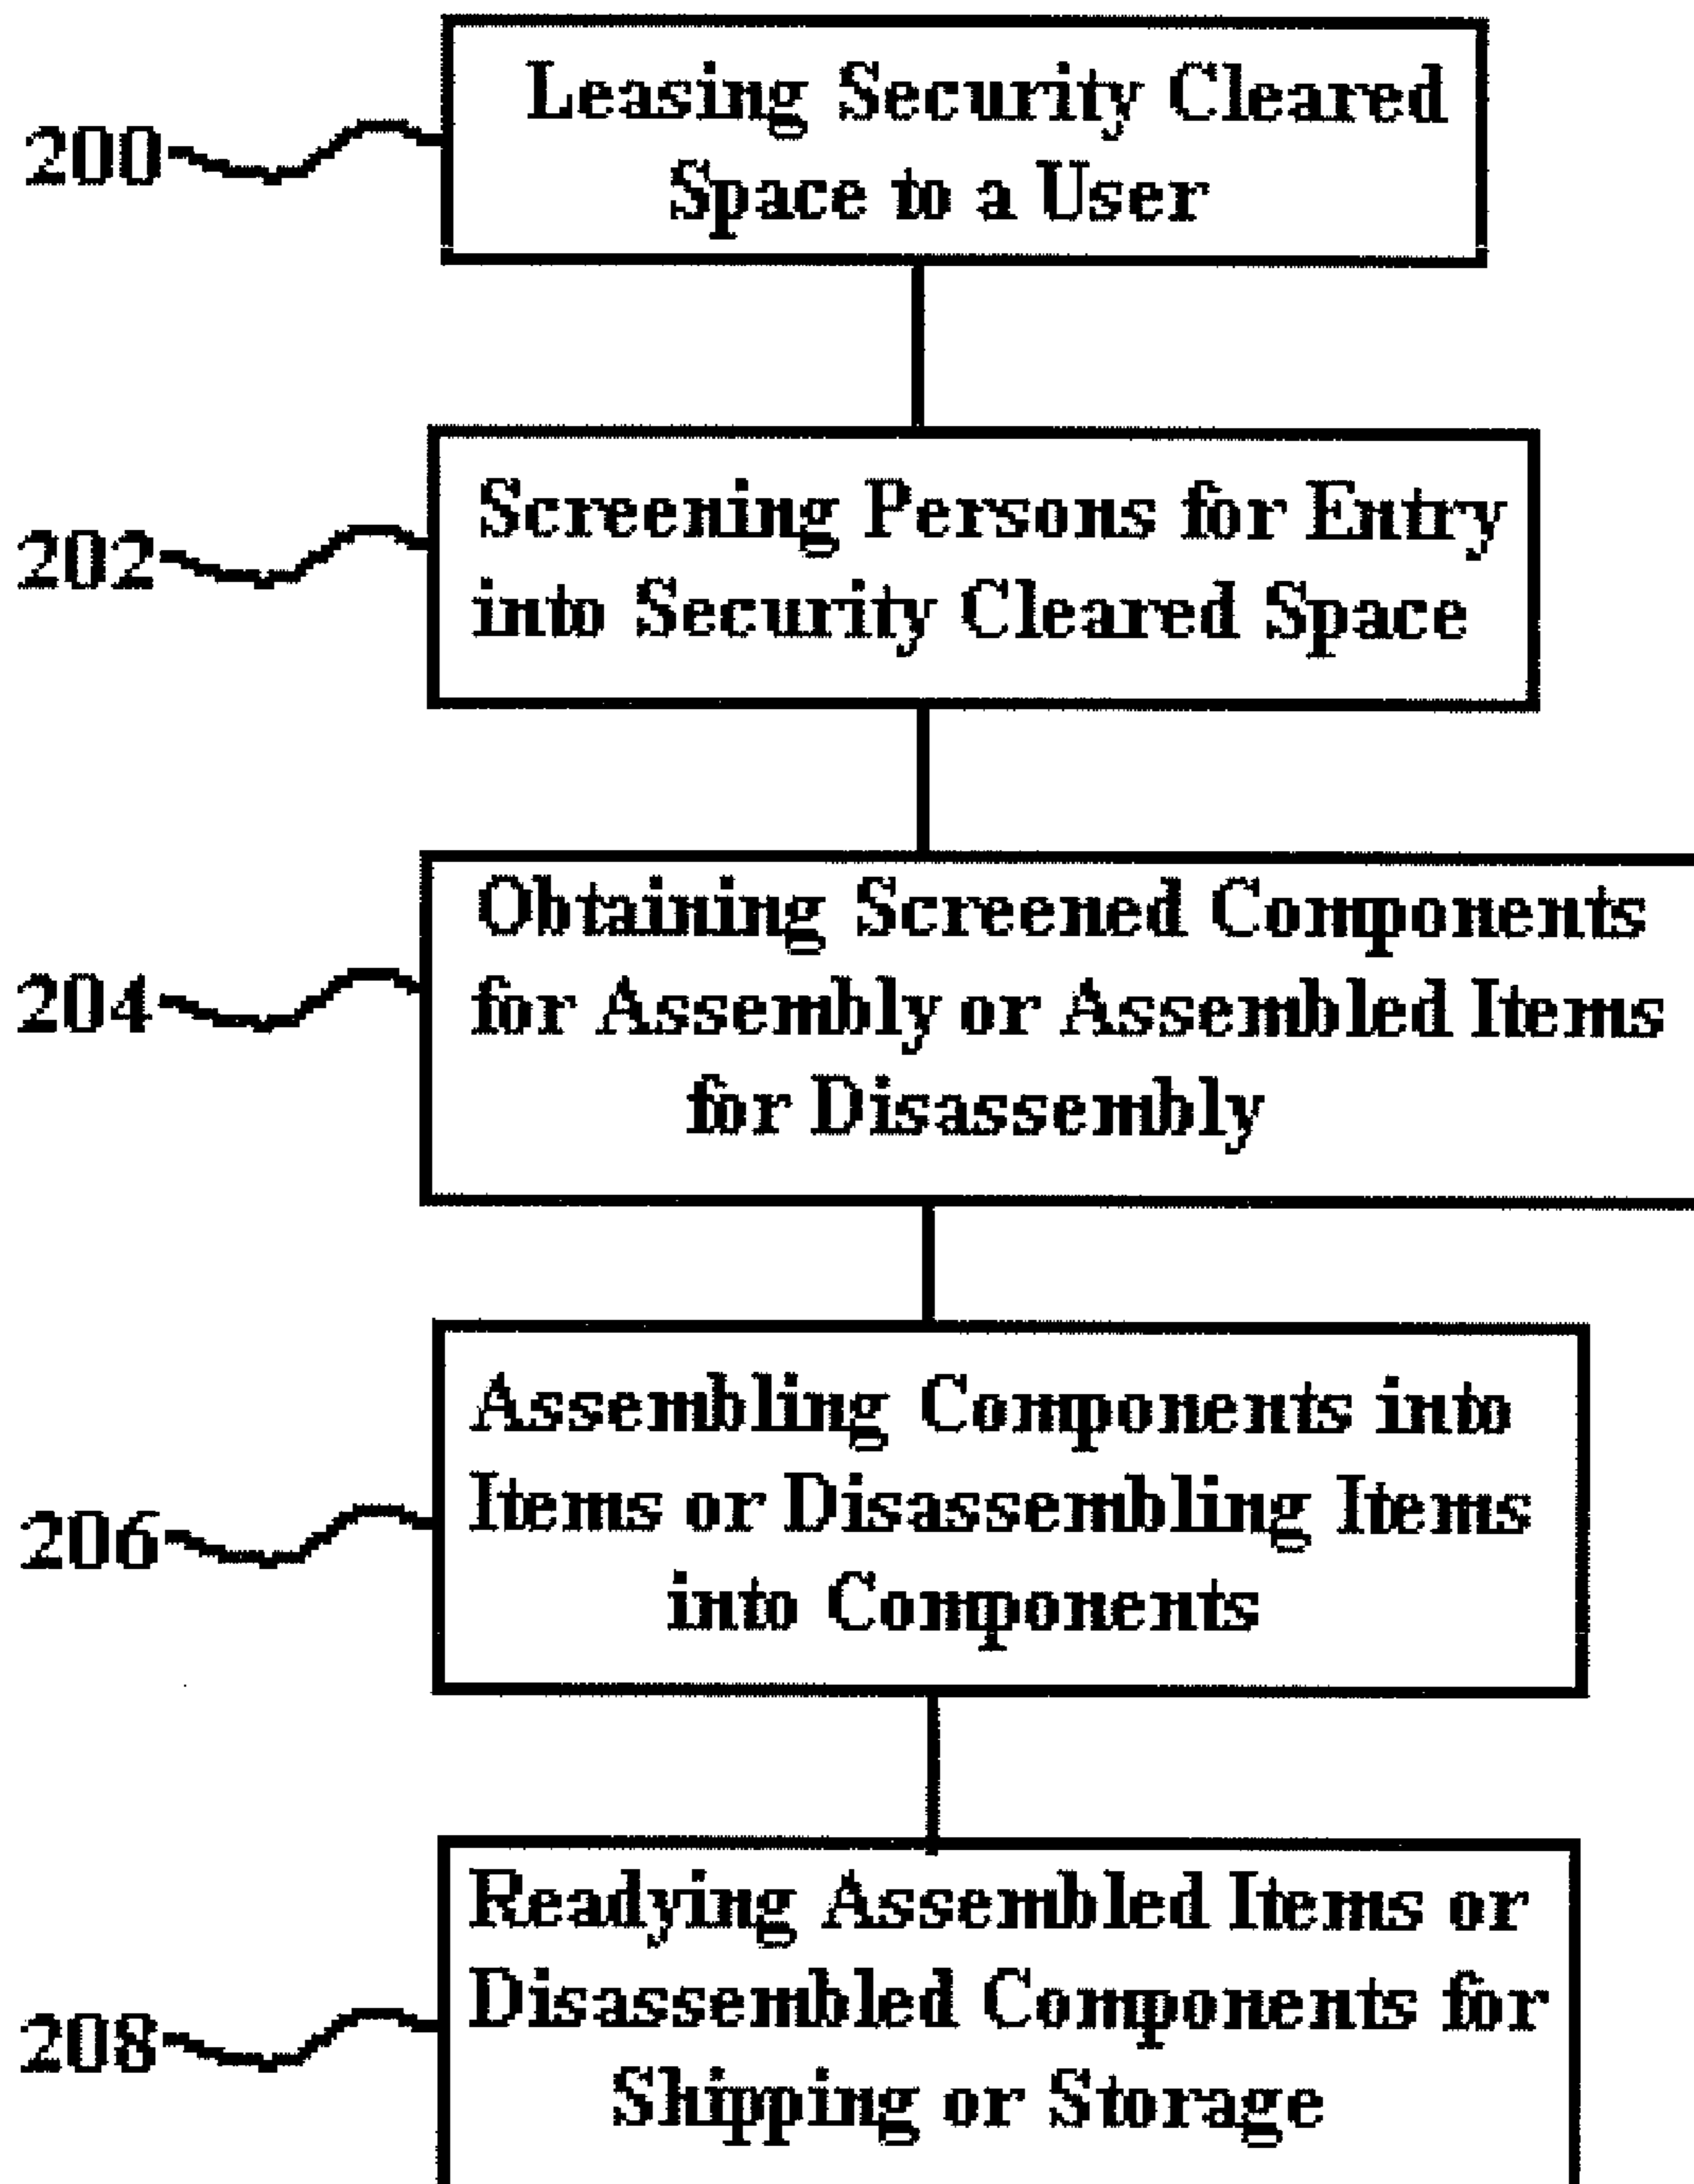 Leasing Security Cleared
Space to a User
200
Screening Persons for Entry
into Security Cleared Space
202
Obtaining Screened Components
for Assembly or Assembled Items
for Disassembly
204
Assembling Components into
Items or Disassembling Items
into Components
206
Readying Assembled Items or
Disassembled Components for
Shipping or Storage
208